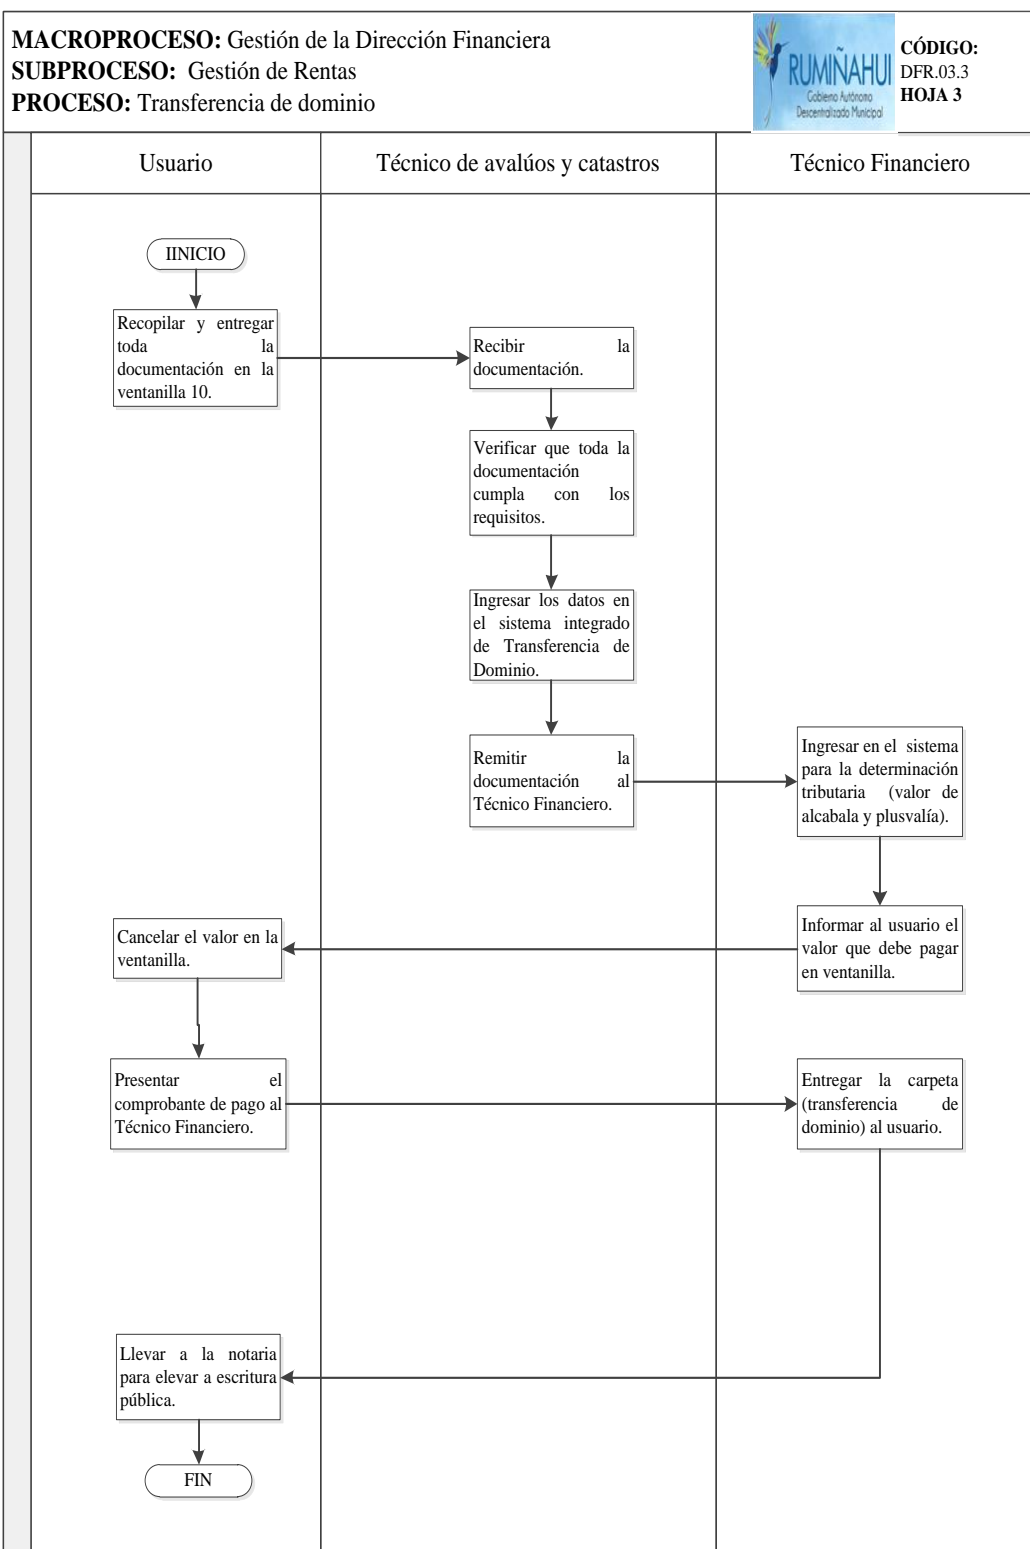 MACROPROCESO: Gestión de la Dirección Financiera
SUBPROCESO: Gestión de Rentas
PROCESO: Transferencia de dominio
RUMIÑAHUI
Gobierno Autónomo
Descentralizado Municipal
CÓDIGO:
DFR.03.3
HOJA 3
Usuario
Técnico de avalúos y catastros
Técnico Financiero
IINICIO
Recopilar y entregar
toda la
documentación en la
ventanilla 10.
Recibir la
documentación.
Verificar que toda la
documentación
cumpla con los
requisitos.
Ingresar los datos en
el sistema integrado
de Transferencia de
Dominio.
Remitir la
documentación al
Técnico Financiero.
Ingresar en el sistema
para la determinación
tributaria (valor de
alcabala y plusvalía).
Informar al usuario el
valor que debe pagar
en ventanilla.
Cancelar el valor en la
ventanilla.
Presentar el
comprobante de pago al
Técnico Financiero.
Entregar la carpeta
(transferencia de
dominio) al usuario.
Llevar a la notaria
para elevar a escritura
pública.
FIN